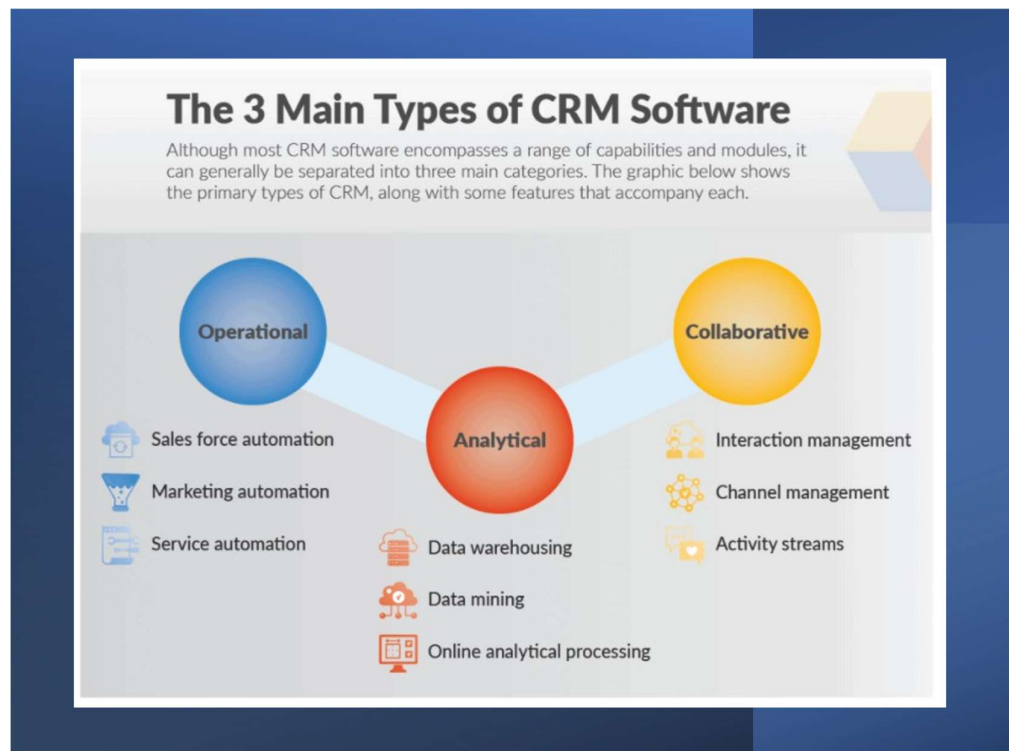 The 3 Main Types of CRM Software
Although most CRM software encompasses a range of capabilities and modules, it
can generally be separated into three main categories. The graphic below shows
the primary types of CRM, along with some features that accompany each.
Operational
Sales force automation
Marketing automation
Service automation
Analytical
Data warehousing
Data mining
Online analytical processing
Collaborative
Interaction management
Channel management
Activity streams